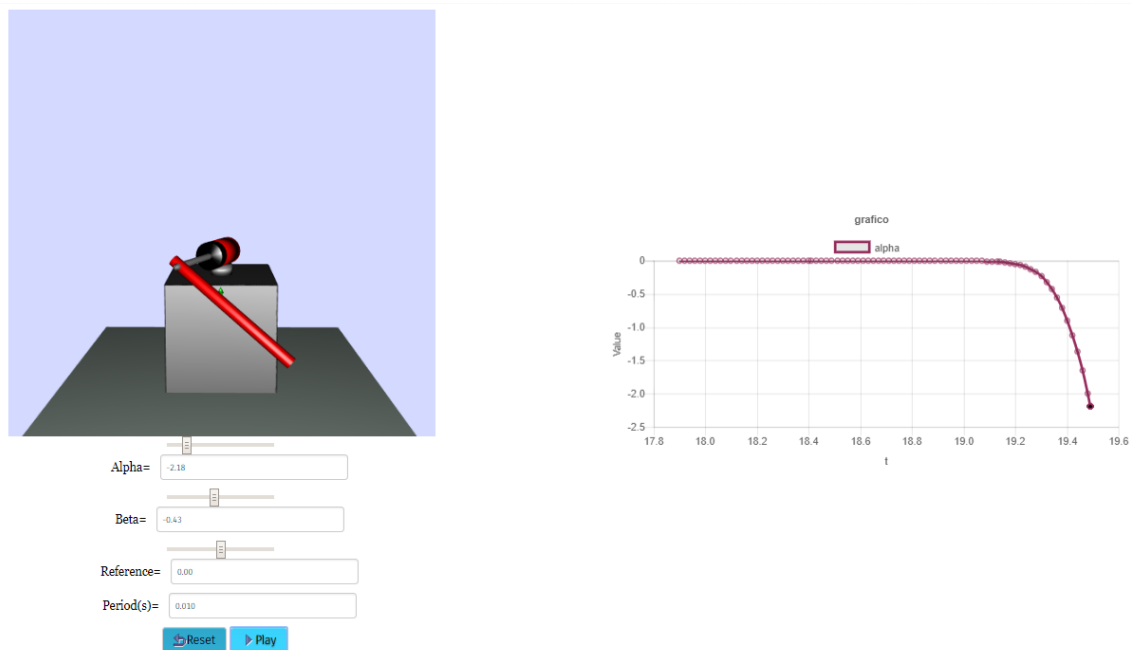 Alpha= -2.18
Beta= -0.43
Reference= 0.00
Period(s)= 0.010
Reset Play
grafico
alpha
Value
0
-0.5
-1.0
-1.5
-2.0
-2.5
17.8 18.0 18.2 18.4 18.6 18.8 19.0 19.2 19.4 19.6
t